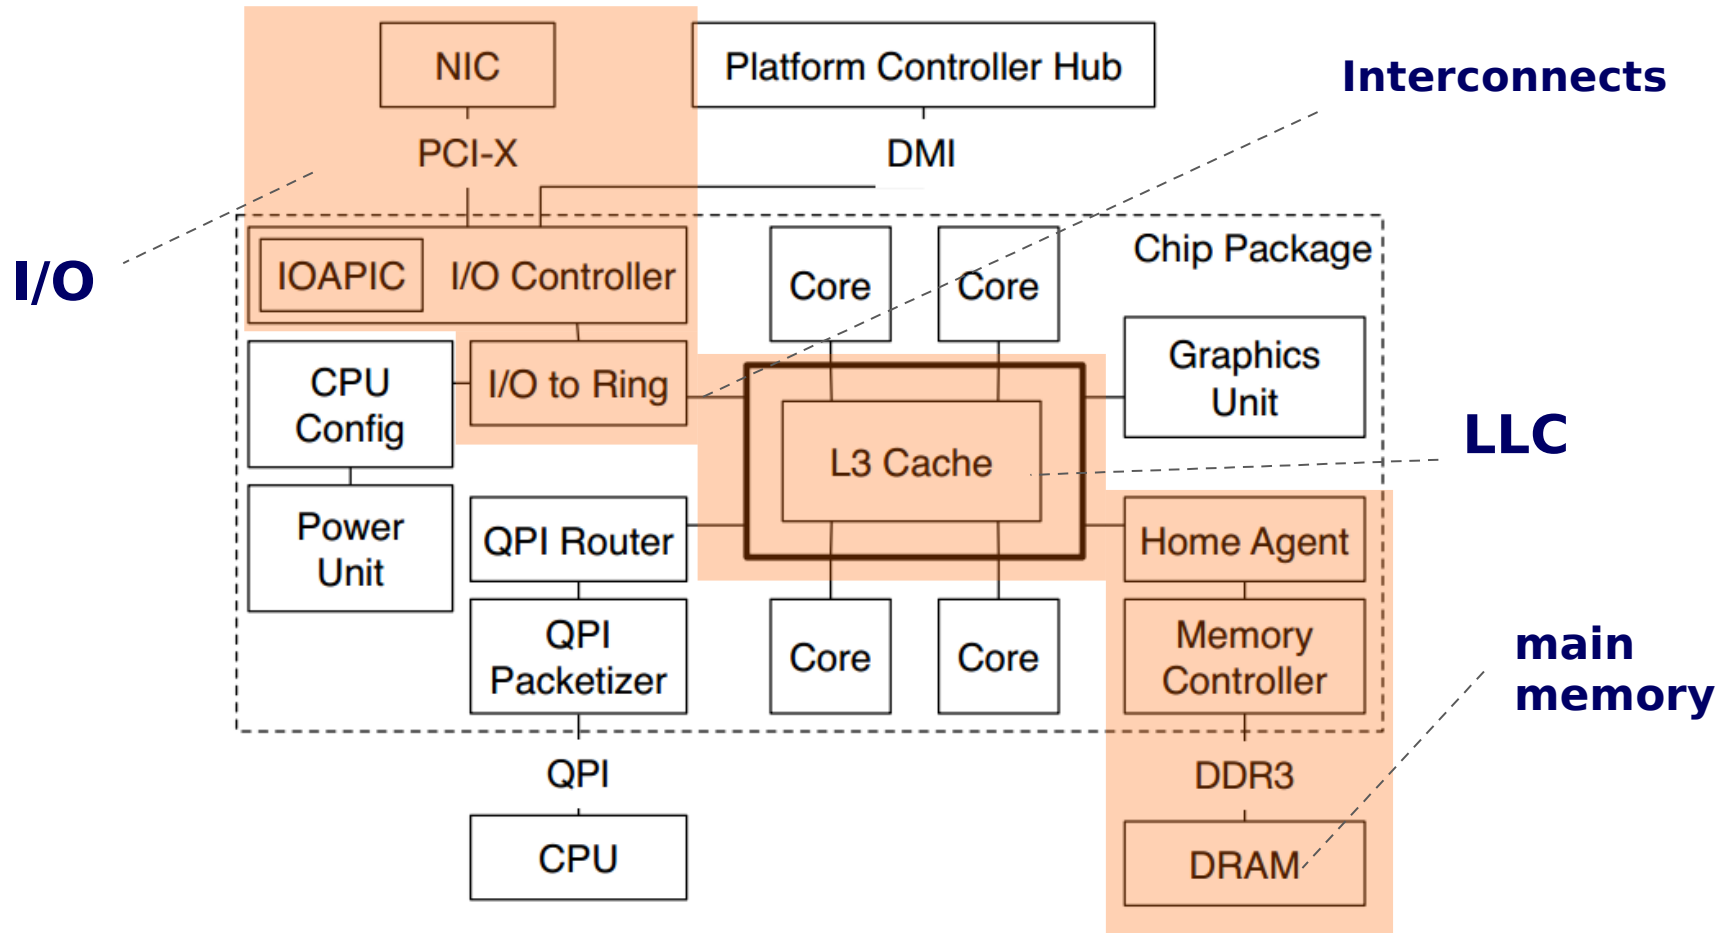 NIC
Platform Controller Hub
Interconnects
PCI-X
DMI
I/O
IOAPIC
I/O Controller
Core
Core
Chip Package
CPU
Config
I/O to Ring
Graphics
Unit
L3 Cache
LLC
Power
Unit
QPI Router
Home Agent
QPI
Packetizer
Core
Core
Memory
Controller
main
memory
QPI
DDR3
CPU
DRAM